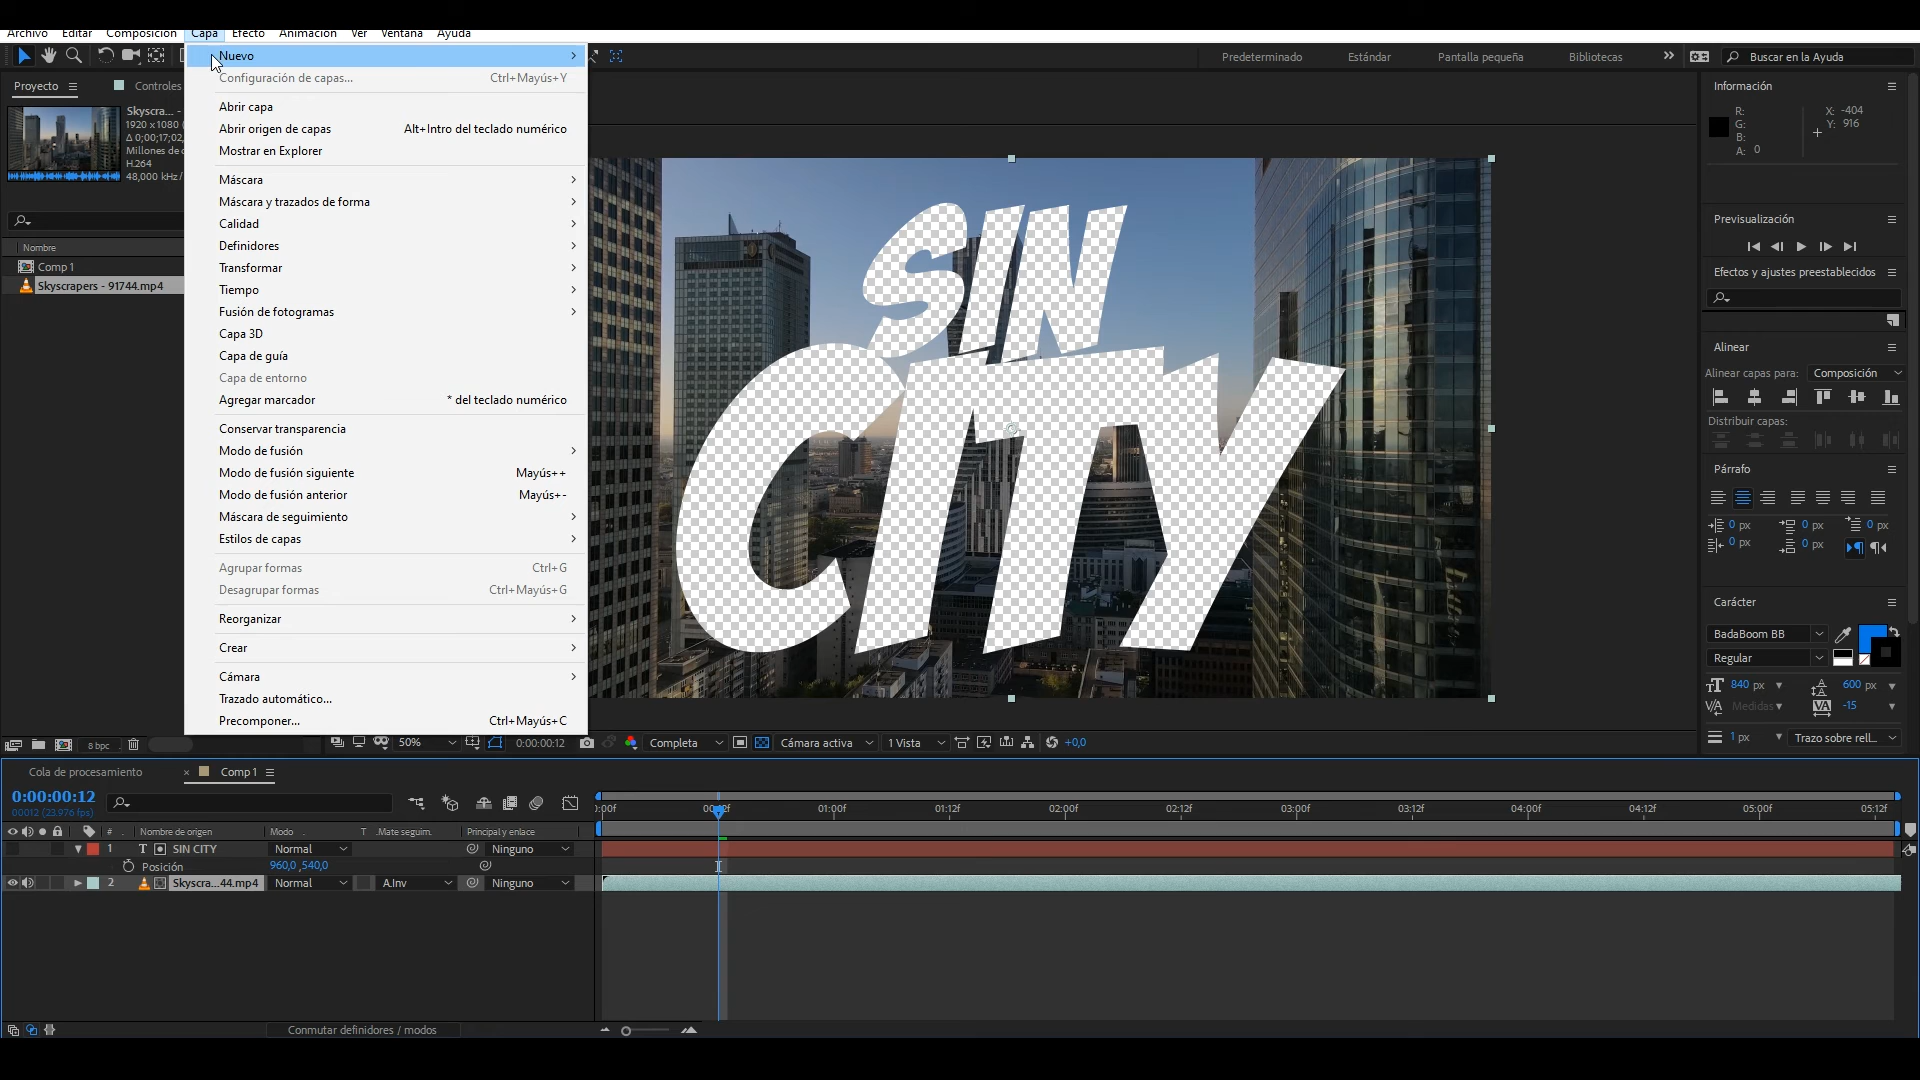 Archivo Editar Composición Capa Efecto Animación Ver Ventana Ayuda
Predeterminado Estándar Pantalla pequeña Bibliotecas » Buscar en la Ayuda
Proyecto Controles
Skyscra... -
1920 x1080 (
Δ 0;00;17;02,
Millones de c
H.264
48,000 kHz/
Nombre
Comp 1
Skyscrapers - 91744.mp4
8 bpc
Nuevo
Configuración de capas... Ctrl+Mayús+Y
Abrir capa
Abrir origen de capas Alt+Intro del teclado numérico
Mostrar en Explorer
Máscara
Máscara y trazados de forma
Calidad
Definidores
Transformar
Tiempo
Fusión de fotogramas
Capa 3D
Capa de guía
Capa de entorno
Agregar marcador * del teclado numérico
Conservar transparencia
Modo de fusión
Modo de fusión siguiente Mayús++
Modo de fusión anterior Mayús+-
Máscara de seguimiento
Estilos de capas
Agrupar formas Ctrl+G
Desagrupar formas Ctrl+Mayús+G
Reorganizar
Crear
Cámara
Trazado automático...
Precomponer... Ctrl+Mayús+C
SIN
CITY
50% 0:00:00:12 Completa Cámara activa 1 Vista +0,0
Información
R: X: -404
G: Y: 916
B:
A: 0
Previsualización
Efectos y ajustes preestablecidos
Alinear
Alinear capas para: Composición
Distribuir capas:
Párrafo
0 px 0 px 0 px
0 px 0 px
Carácter
BadaBoom BB
Regular
840 px 600 px
Medidas -15
1 px Trazo sobre rell...
Cola de procesamiento × Comp 1
0:00:00:12
00012 (23.976 fps)
:00f 00:12f 01:00f 01:12f 02:00f 02:12f 03:00f 03:12f 04:00f 04:12f 05:00f 05:12f
# Nombre de origen Modo T .Mate seguim. Principal y enlace
1 T SIN CITY Normal Ninguno
Posición 960,0 ,540,0
2 Skyscra...44.mp4 Normal A.Inv Ninguno
Conmutar definidores / modos